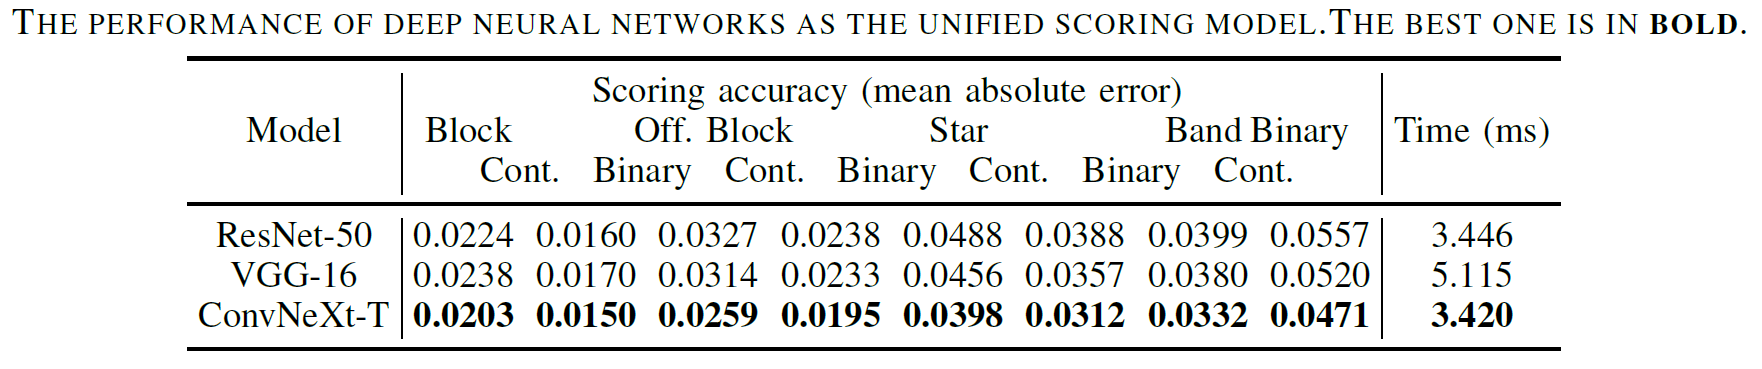 THE PERFORMANCE OF DEEP NEURAL NETWORKS AS THE UNIFIED SCORING MODEL.THE BEST ONE IS IN BOLD.
Scoring accuracy (mean absolute error)
Model Block Off. Block Star Band Binary Time (ms)
Cont. Binary Cont. Binary Cont. Binary Cont.
ResNet-50 0.0224 0.0160 0.0327 0.0238 0.0488 0.0388 0.0399 0.0557 3.446
VGG-16 0.0238 0.0170 0.0314 0.0233 0.0456 0.0357 0.0380 0.0520 5.115
ConvNeXt-T 0.0203 0.0150 0.0259 0.0195 0.0398 0.0312 0.0332 0.0471 3.420